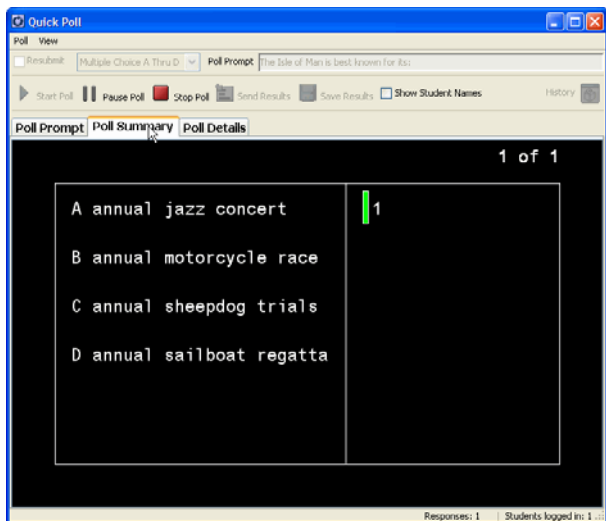 Quick Poll
Poll View
Resubmit Multiple Choice A Thru D Poll Prompt The Isle of Man is best known for its:
Start Poll Pause Poll Stop Poll Send Results Save Results Show Student Names History
Poll Prompt Poll Summary Poll Details
1 of 1
A annual jazz concert 1
B annual motorcycle race
C annual sheepdog trials
D annual sailboat regatta
Responses: 1 Students logged in: 1